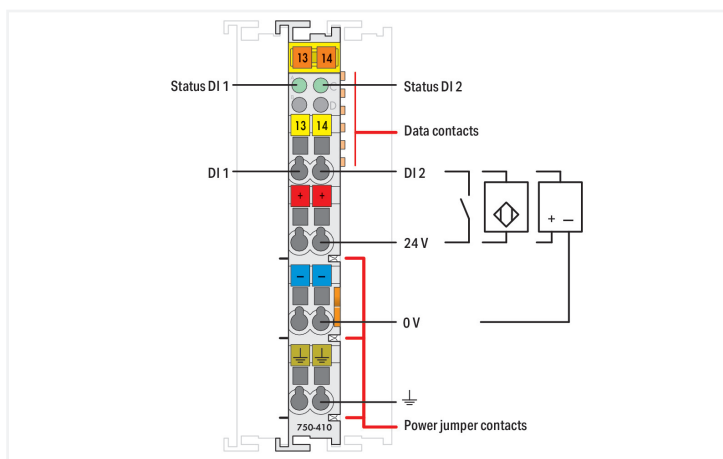 13 14
Status DI 1
C
Status DI 2
D
Data contacts
13 14
DI 1
DI 2
+ +
+ −
24 V
− −
0 V
Power jumper contacts
750-410